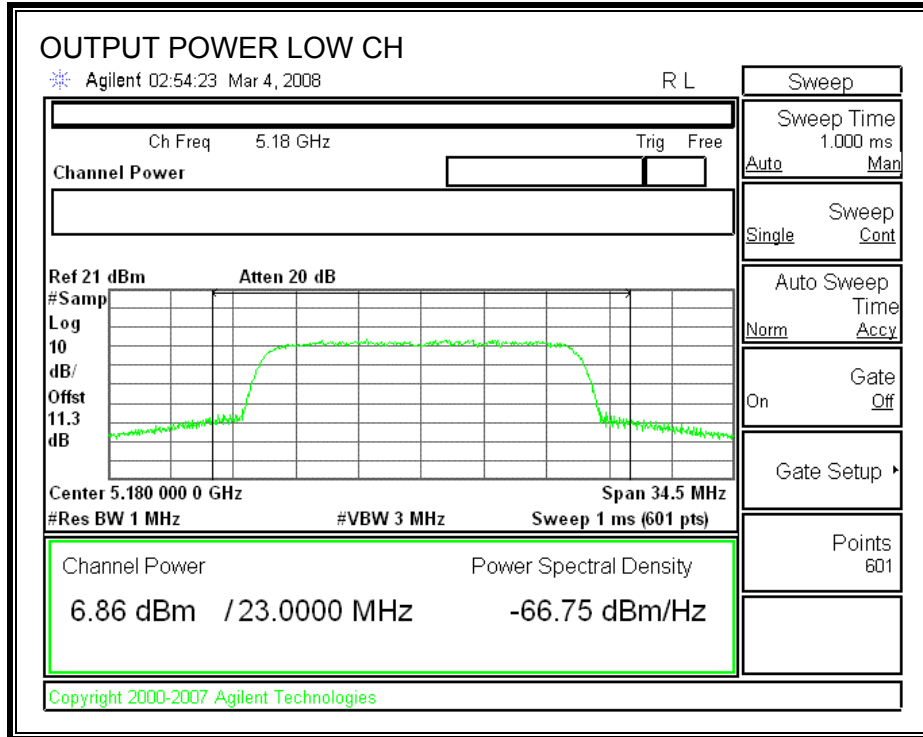 OUTPUT POWER LOW CH
Agilent 02:54:23 Mar 4, 2008 R L
Ch Freq 5.18 GHz Trig Free
Channel Power
Ref 21 dBm Atten 20 dB
#Samp
Log
10
dB/
Offst
11.3
dB
Center 5.180 000 0 GHz Span 34.5 MHz
#Res BW 1 MHz #VBW 3 MHz Sweep 1 ms (601 pts)
Channel Power Power Spectral Density
6.86 dBm / 23.0000 MHz -66.75 dBm/Hz
Copyright 2000-2007 Agilent Technologies
Sweep
Sweep Time
1.000 ms
Auto Man
Sweep
Single Cont
Auto Sweep
Time
Norm Accy
Gate
On Off
Gate Setup
Points
601